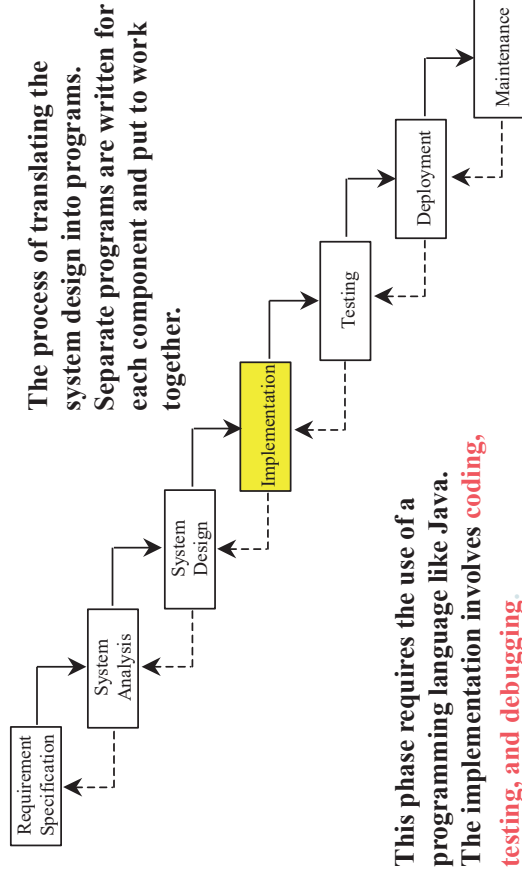 The process of translating the
system design into programs.
Separate programs are written for
each component and put to work
together.
Requirement
Specification
System
Analysis
System
Design
Implementation
Testing
Deployment
Maintenance
This phase requires the use of a
programming language like Java.
The implementation involves coding,
testing, and debugging.